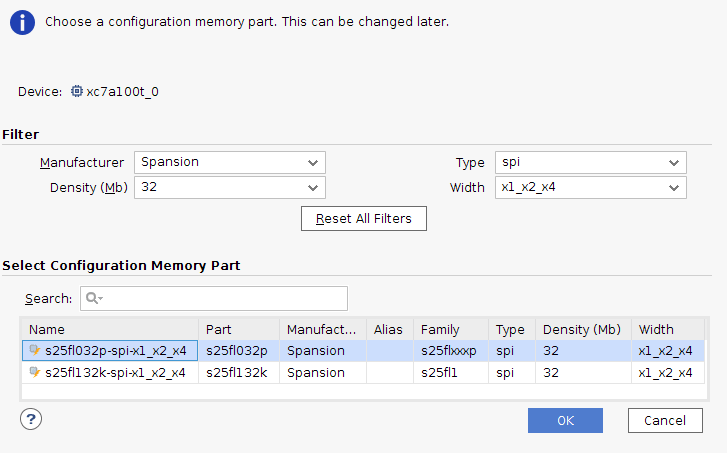 Choose a configuration memory part. This can be changed later.
Device: xc7a100t_0
Filter
Manufacturer Spansion Type spi
Density (Mb) 32 Width x1_x2_x4
Reset All Filters
Select Configuration Memory Part
Search:
Name Part Manufact... Alias Family Type Density (Mb) Width
s25fl032p-spi-x1_x2_x4 s25fl032p Spansion s25flxxxp spi 32 x1_x2_x4
s25fl132k-spi-x1_x2_x4 s25fl132k Spansion s25fl1 spi 32 x1_x2_x4
? OK Cancel